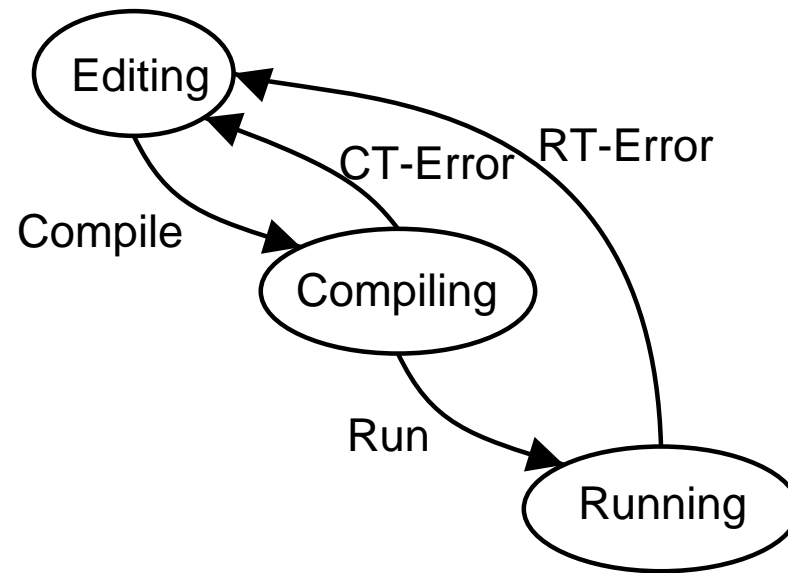 Editing
CT-Error
RT-Error
Compile
Compiling
Run
Running